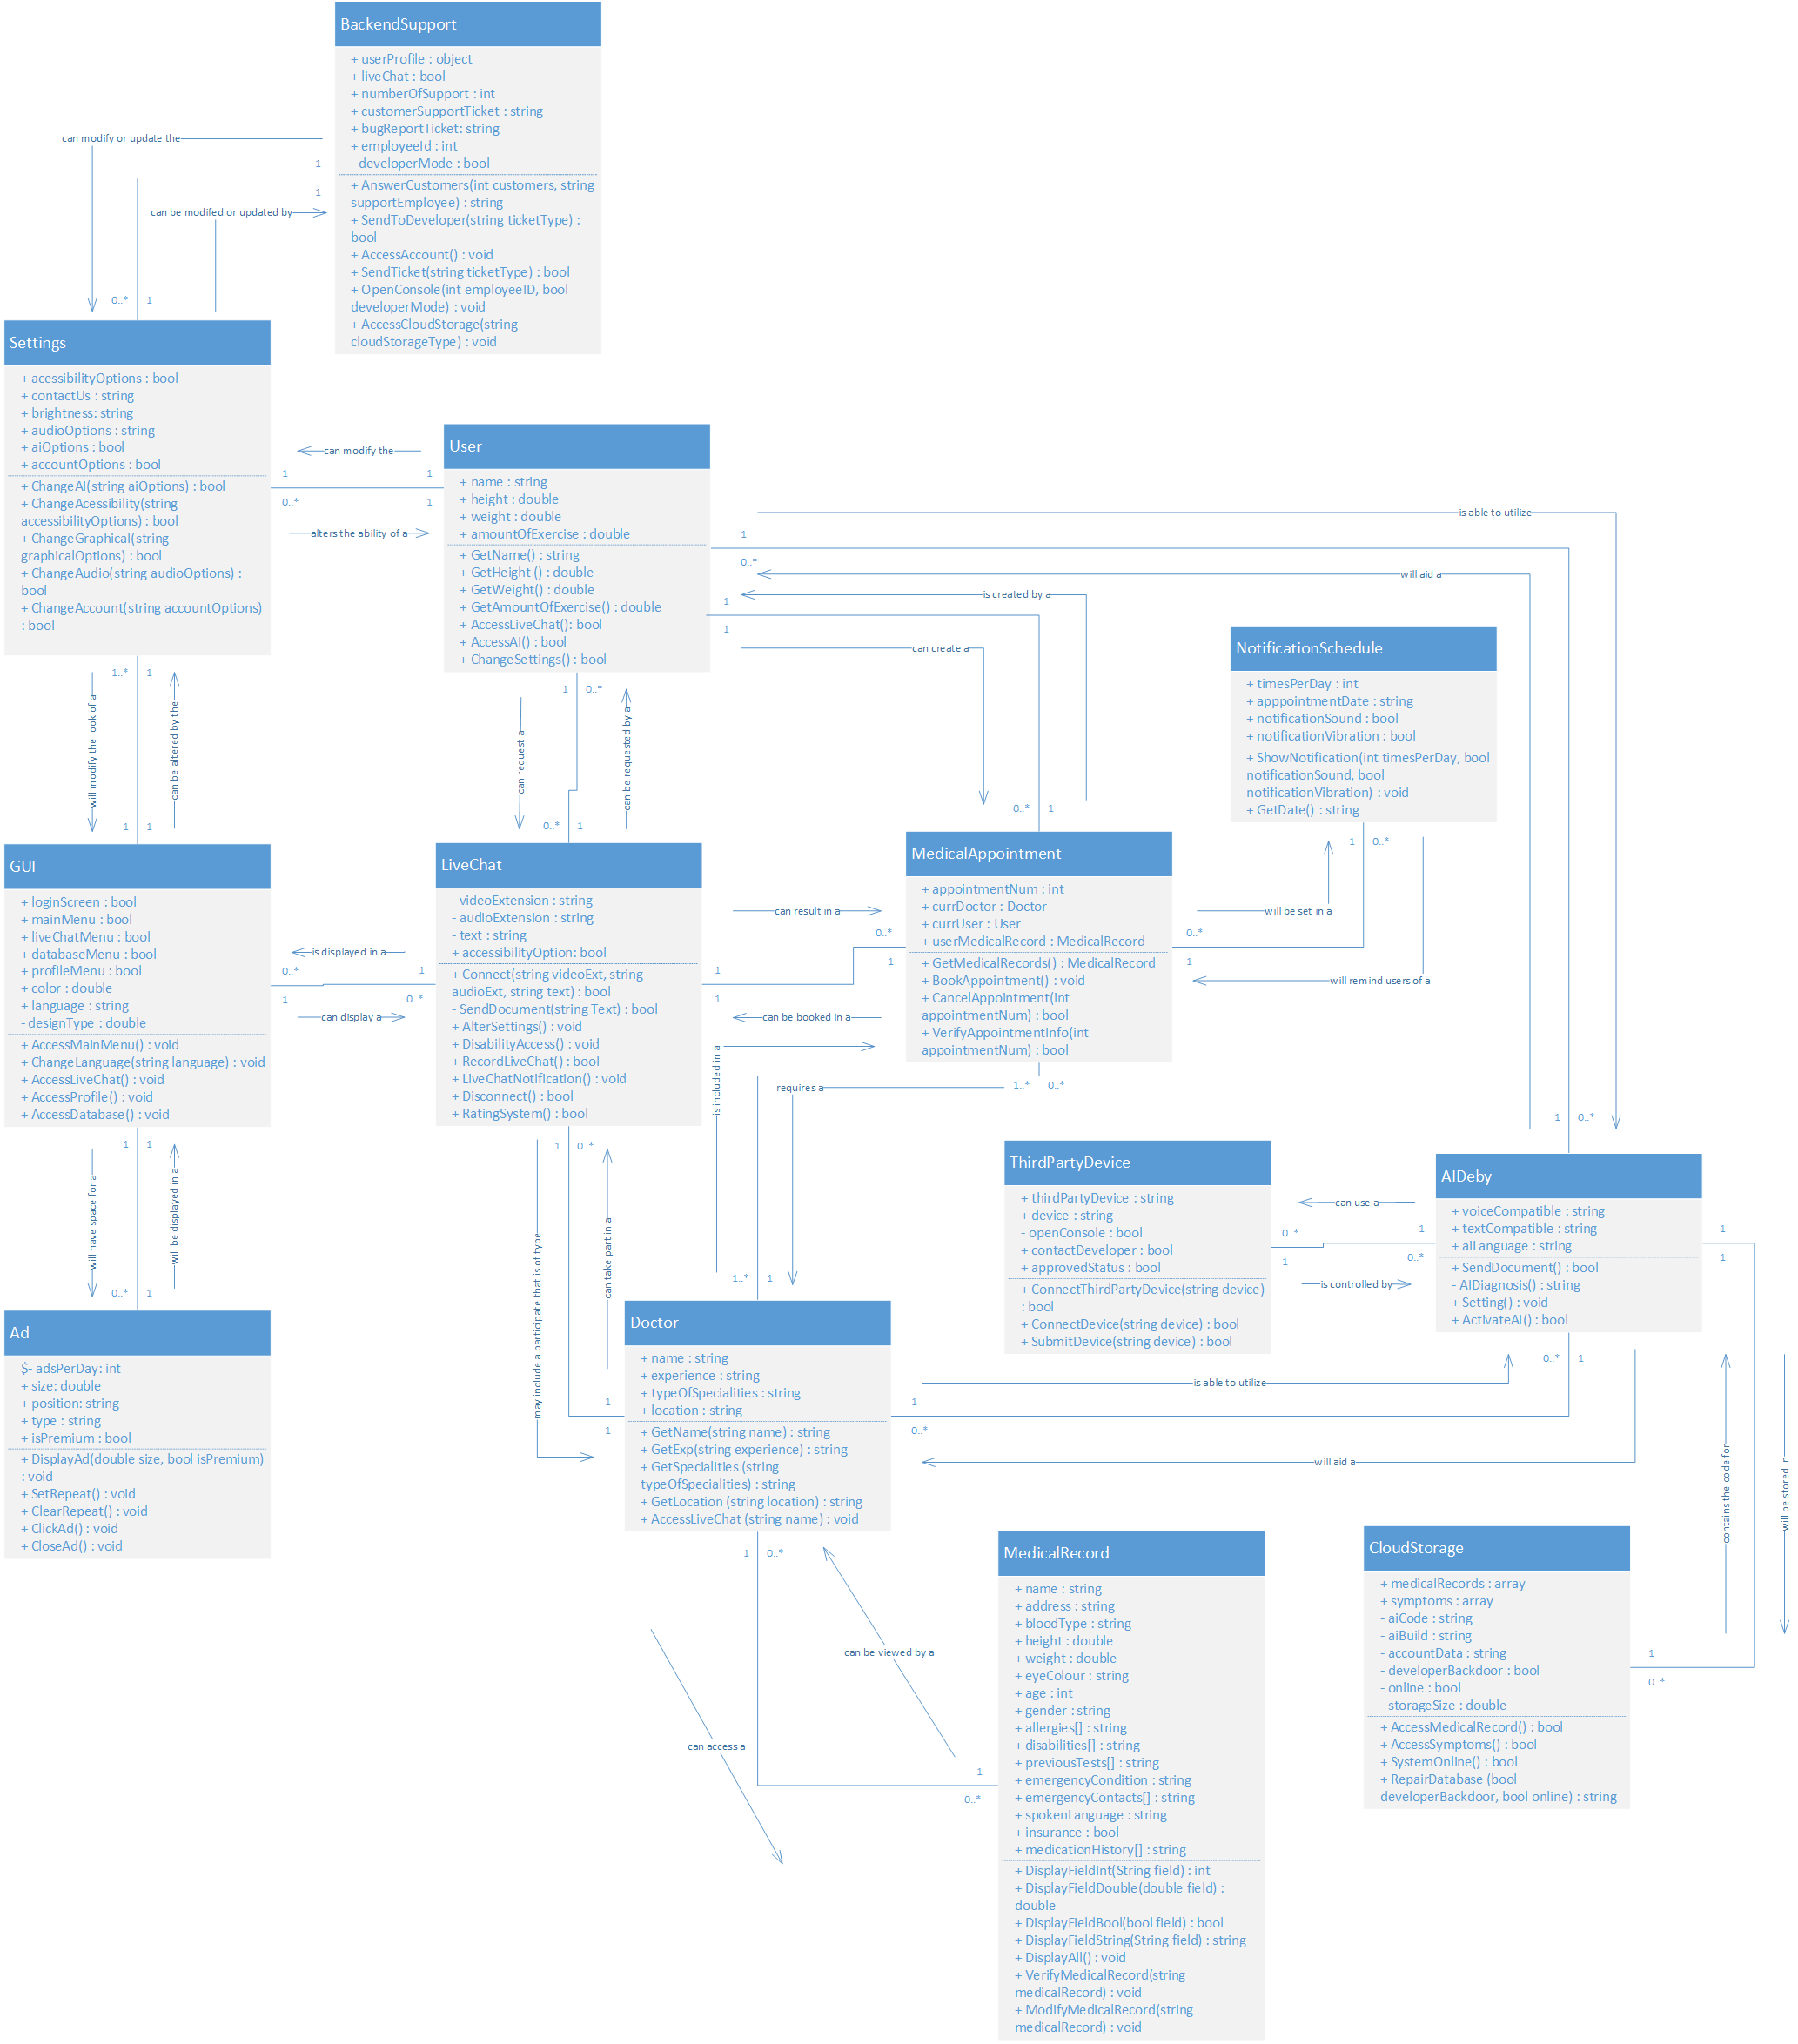 BackendSupport
+ userProfile : object
+ liveChat : bool
+ numberOfSupport : int
+ customerSupportTicket : string
+ bugReportTicket: string
+ employeeId : int
- developerMode : bool
+ AnswerCustomers(int customers, string
supportEmployee) : string
+ SendToDeveloper(string ticketType) :
bool
+ AccessAccount() : void
+ SendTicket(string ticketType) : bool
+ OpenConsole(int employeeID, bool
developerMode) : void
+ AccessCloudStorage(string
cloudStorageType) : void
can modify or update the
1
1
can be modifed or updated by
0..*
1
Settings
+ acessibilityOptions : bool
+ contactUs : string
+ brightness: string
+ audioOptions : string
+ aiOptions : bool
+ accountOptions : bool
+ ChangeAI(string aiOptions) : bool
+ ChangeAcessibility(string
accessibilityOptions) : bool
+ ChangeGraphical(string
graphicalOptions) : bool
+ ChangeAudio(string audioOptions) :
bool
+ ChangeAccount(string accountOptions)
: bool
can modify the
1
1
0..*
1
alters the ability of a
User
+ name : string
+ height : double
+ weight : double
+ amountOfExercise : double
+ GetName() : string
+ GetHeight () : double
+ GetWeight() : double
+ GetAmountOfExercise() : double
+ AccessLiveChat(): bool
+ AccessAI() : bool
+ ChangeSettings() : bool
is able to utilize
1
0..*
will aid a
is created by a
1
1
can create a
NotificationSchedule
+ timesPerDay : int
+ apppointmentDate : string
+ notificationSound : bool
+ notificationVibration : bool
+ ShowNotification(int timesPerDay, bool
notificationSound, bool
notificationVibration) : void
+ GetDate() : string
1..*
1
will modify the look of a
can be altered by the
1
1
1
0..*
can request a
can be requested by a
0..*
1
0..*
1
1
0..*
GUI
+ loginScreen : bool
+ mainMenu : bool
+ liveChatMenu : bool
+ databaseMenu : bool
+ profileMenu : bool
+ color : double
+ language : string
- designType : double
+ AccessMainMenu() : void
+ ChangeLanguage(string language) : void
+ AccessLiveChat() : void
+ AccessProfile() : void
+ AccessDatabase() : void
is displayed in a
0..*
1
1
0..*
can display a
LiveChat
- videoExtension : string
- audioExtension : string
- text : string
+ accessibilityOption: bool
+ Connect(string videoExt, string
audioExt, string text) : bool
- SendDocument(string Text) : bool
+ AlterSettings() : void
+ DisabilityAccess() : void
+ RecordLiveChat() : bool
+ LiveChatNotification() : void
+ Disconnect() : bool
+ RatingSystem() : bool
can result in a
0..*
1
1
1
can be booked in a
MedicalAppointment
+ appointmentNum : int
+ currDoctor : Doctor
+ currUser : User
+ userMedicalRecord : MedicalRecord
+ GetMedicalRecords() : MedicalRecord
+ BookAppointment() : void
+ CancelAppointment(int
appointmentNum) : bool
+ VerifyAppointmentInfo(int
appointmentNum) : bool
will be set in a
0..*
1
will remind users of a
is included in a
requires a
1..*
0..*
1
0..*
1
1
will have space for a
will be displayed in a
0..*
1
1
0..*
may include a participate that is of type
can take part in a
1..*
1
ThirdPartyDevice
+ thirdPartyDevice : string
+ device : string
- openConsole : bool
+ contactDeveloper : bool
+ approvedStatus : bool
+ ConnectThirdPartyDevice(string device)
: bool
+ ConnectDevice(string device) : bool
+ SubmitDevice(string device) : bool
can use a
0..*
1
1
0..*
is controlled by
AIDeby
+ voiceCompatible : string
+ textCompatible : string
+ aiLanguage : string
+ SendDocument() : bool
- AIDiagnosis() : string
+ Setting() : void
+ ActivateAI() : bool
1
1
0..*
1
Ad
$- adsPerDay: int
+ size: double
+ position: string
+ type : string
+ isPremium : bool
+ DisplayAd(double size, bool isPremium)
: void
+ SetRepeat() : void
+ ClearRepeat() : void
+ ClickAd() : void
+ CloseAd() : void
1
1
Doctor
+ name : string
+ experience : string
+ typeOfSpecialities : string
+ location : string
+ GetName(string name) : string
+ GetExp(string experience) : string
+ GetSpecialities (string
typeOfSpecialities) : string
+ GetLocation (string location) : string
+ AccessLiveChat (string name) : void
is able to utilize
1
0..*
will aid a
contains the code for
will be stored in
1
0..*
can be viewed by a
can access a
1
0..*
MedicalRecord
+ name : string
+ address : string
+ bloodType : string
+ height : double
+ weight : double
+ eyeColour : string
+ age : int
+ gender : string
+ allergies[] : string
+ disabilities[] : string
+ previousTests[] : string
+ emergencyCondition : string
+ emergencyContacts[] : string
+ spokenLanguage : string
+ insurance : bool
+ medicationHistory[] : string
+ DisplayFieldInt(String field) : int
+ DisplayFieldDouble(double field) :
double
+ DisplayFieldBool(bool field) : bool
+ DisplayFieldString(String field) : string
+ DisplayAll() : void
+ VerifyMedicalRecord(string
medicalRecord) : void
+ ModifyMedicalRecord(string
medicalRecord) : void
CloudStorage
+ medicalRecords : array
+ symptoms : array
- aiCode : string
- aiBuild : string
- accountData : string
- developerBackdoor : bool
- online : bool
- storageSize : double
+ AccessMedicalRecord() : bool
+ AccessSymptoms() : bool
+ SystemOnline() : bool
+ RepairDatabase (bool
developerBackdoor, bool online) : string
1
0..*